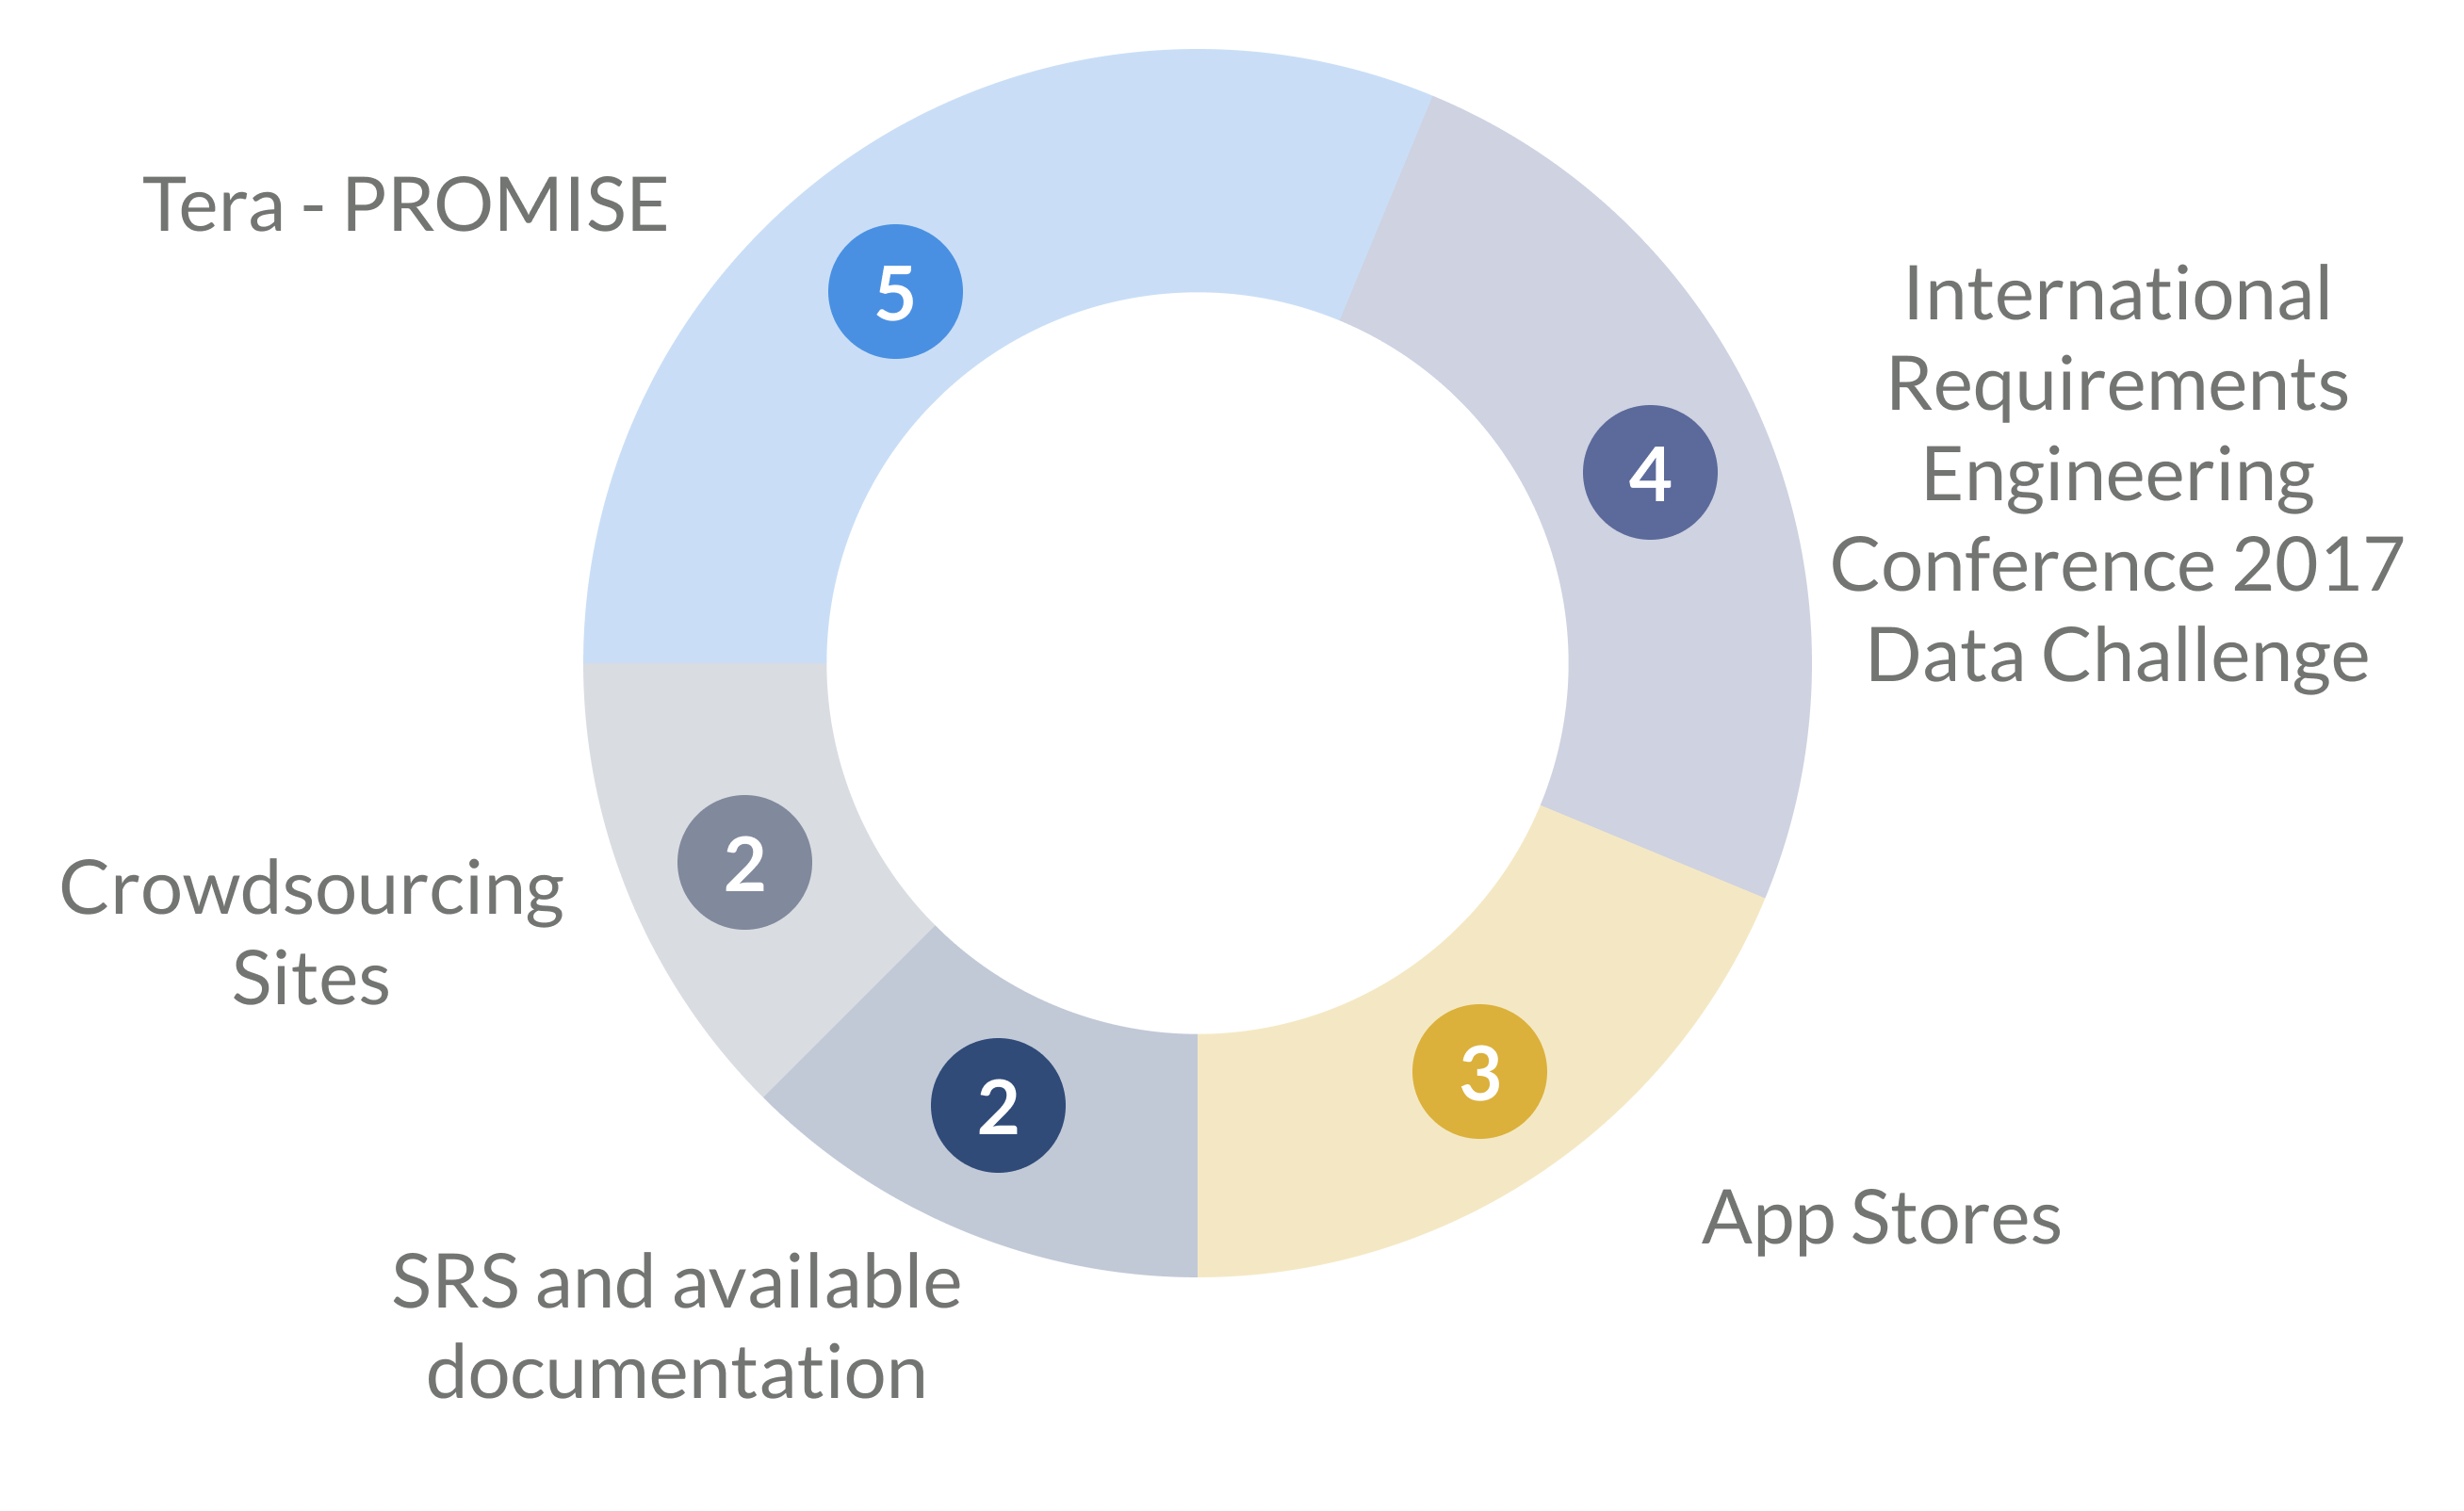 Tera - PROMISE
5
International
Requirements
Engineering
Conference 2017
Data Challenge
4
Crowdsourcing
Sites
2
SRS and available
documentation
2
App Stores
3